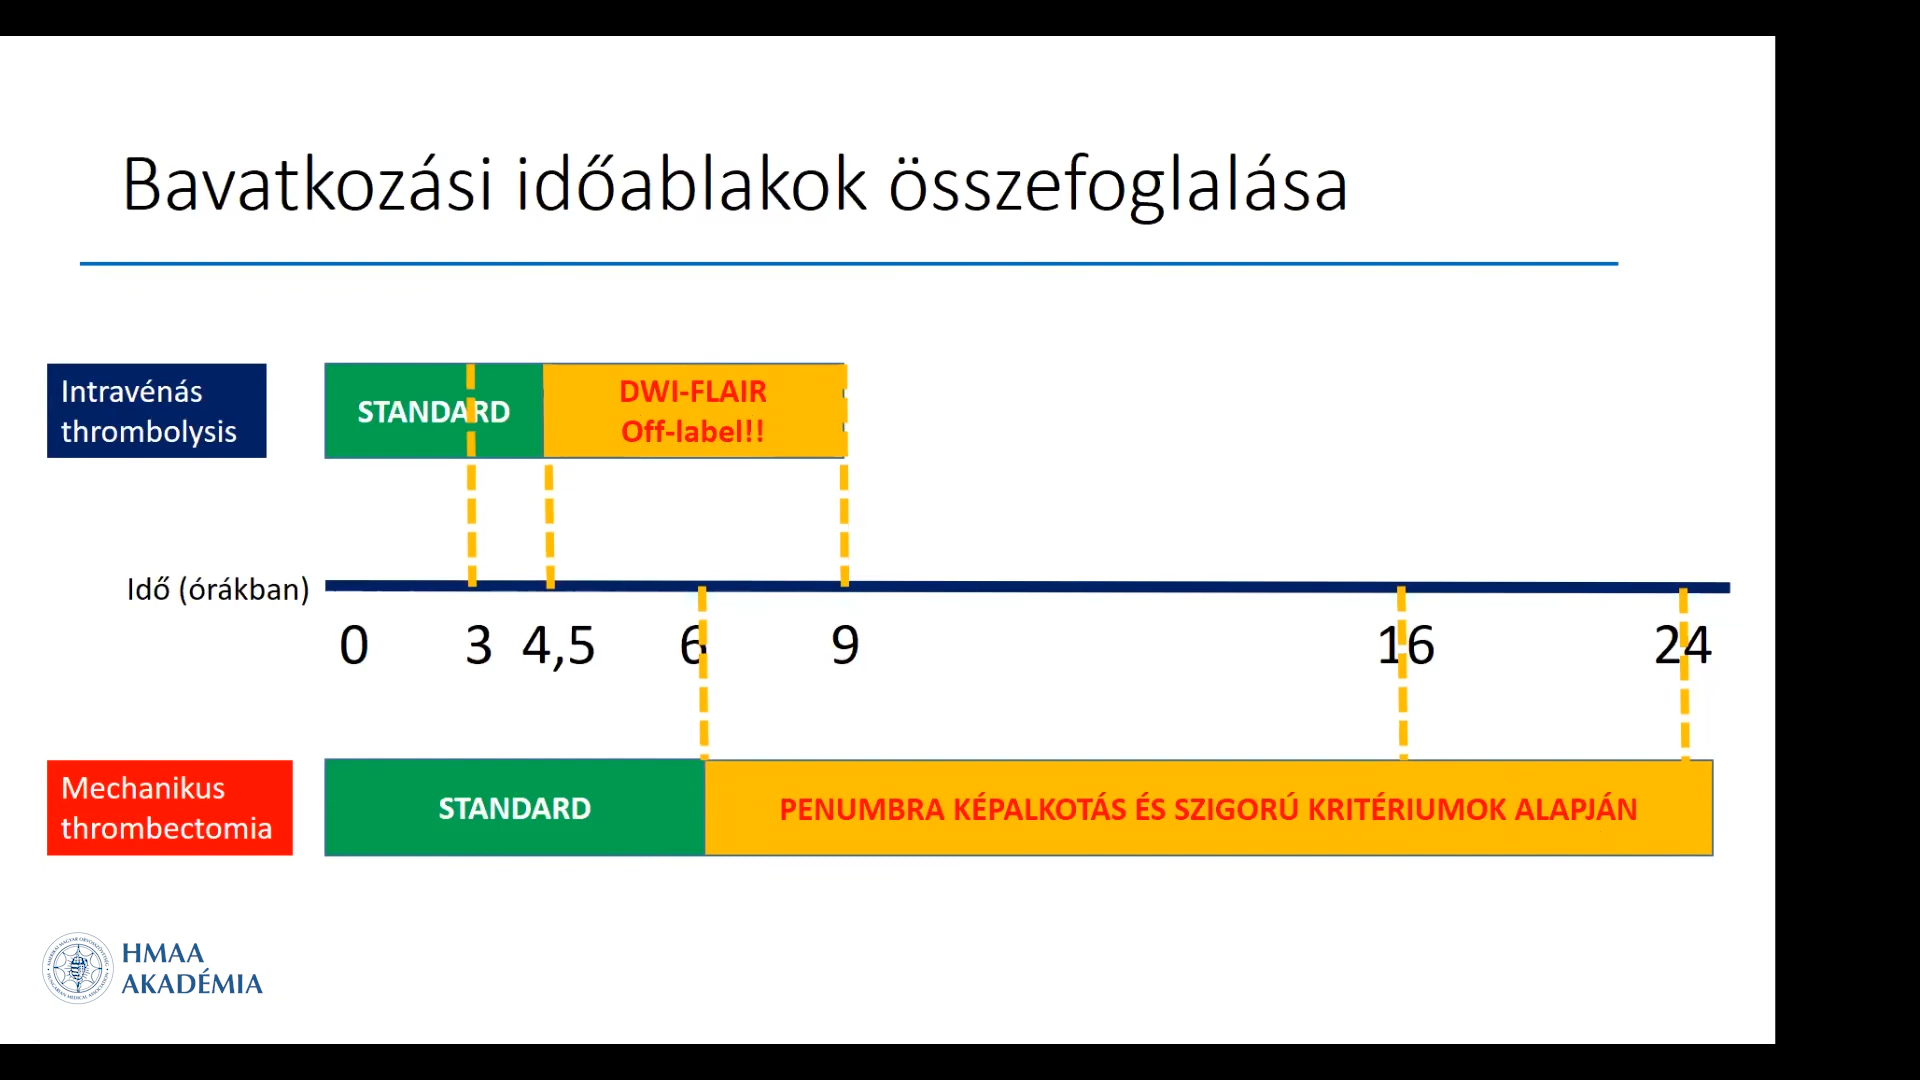 Bavatkozási időablakok összefoglalása
Intravénás
thrombolysis
STANDARD
DWI-FLAIR
Off-label!!
Idő (órákban)
0 3 4,5 6 9 16 24
Mechanikus
thrombectomia
STANDARD
PENUMBRA KÉPALKOTÁS ÉS SZIGORÚ KRITÉRIUMOK ALAPJÁN
HMAA
AKADÉMIA